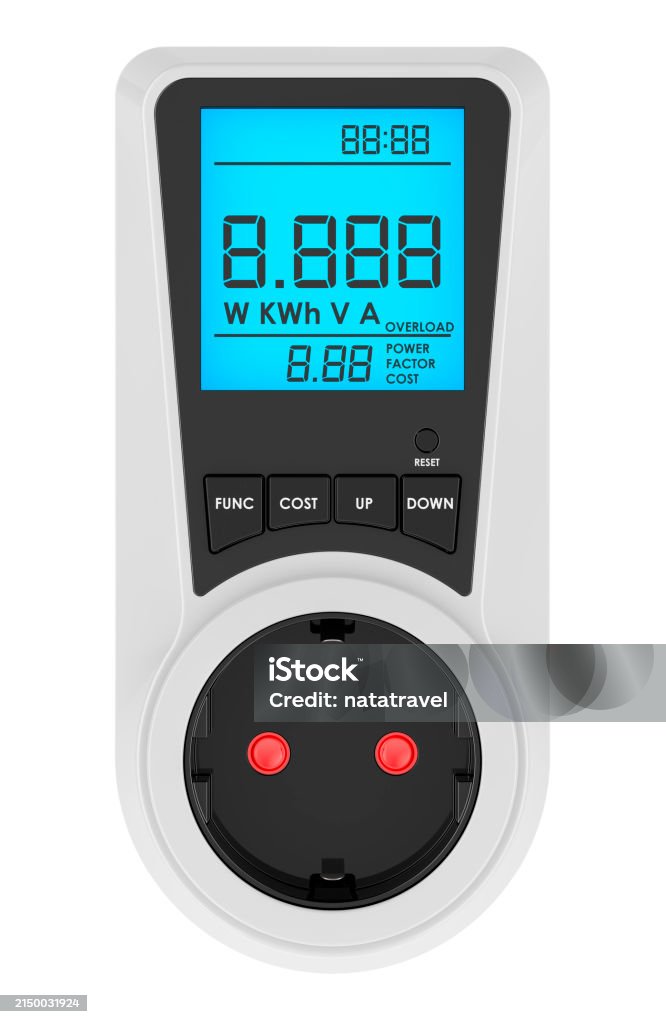 88:88
8.888
W KWh V A
OVERLOAD
8.88
POWER
FACTOR
COST
RESET
FUNC COST UP DOWN
iStock™
Credit: natatravel
2150031924